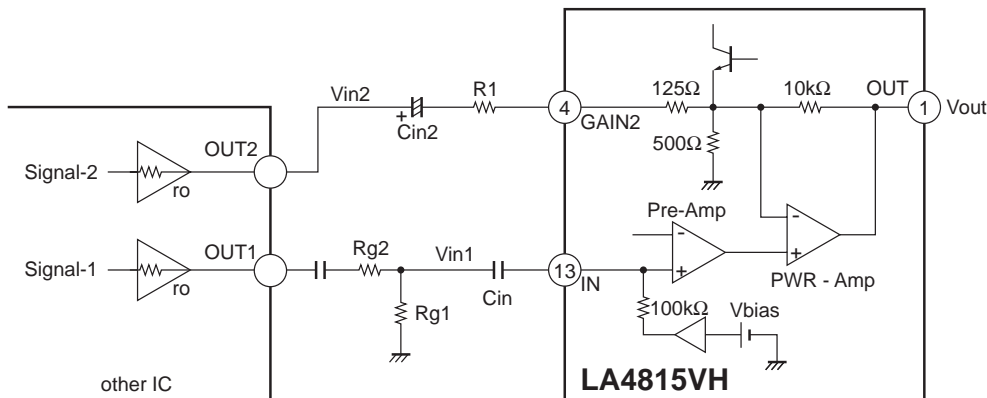 Vin2
+
Cin2
R1
4
GAIN2
125Ω
10kΩ
OUT
1
Vout
500Ω
Signal-2
ro
OUT2
Pre-Amp
-
+
-
+
PWR - Amp
Signal-1
ro
OUT1
Rg2
Vin1
Cin
13
IN
Rg1
100kΩ
Vbias
other IC
LA4815VH